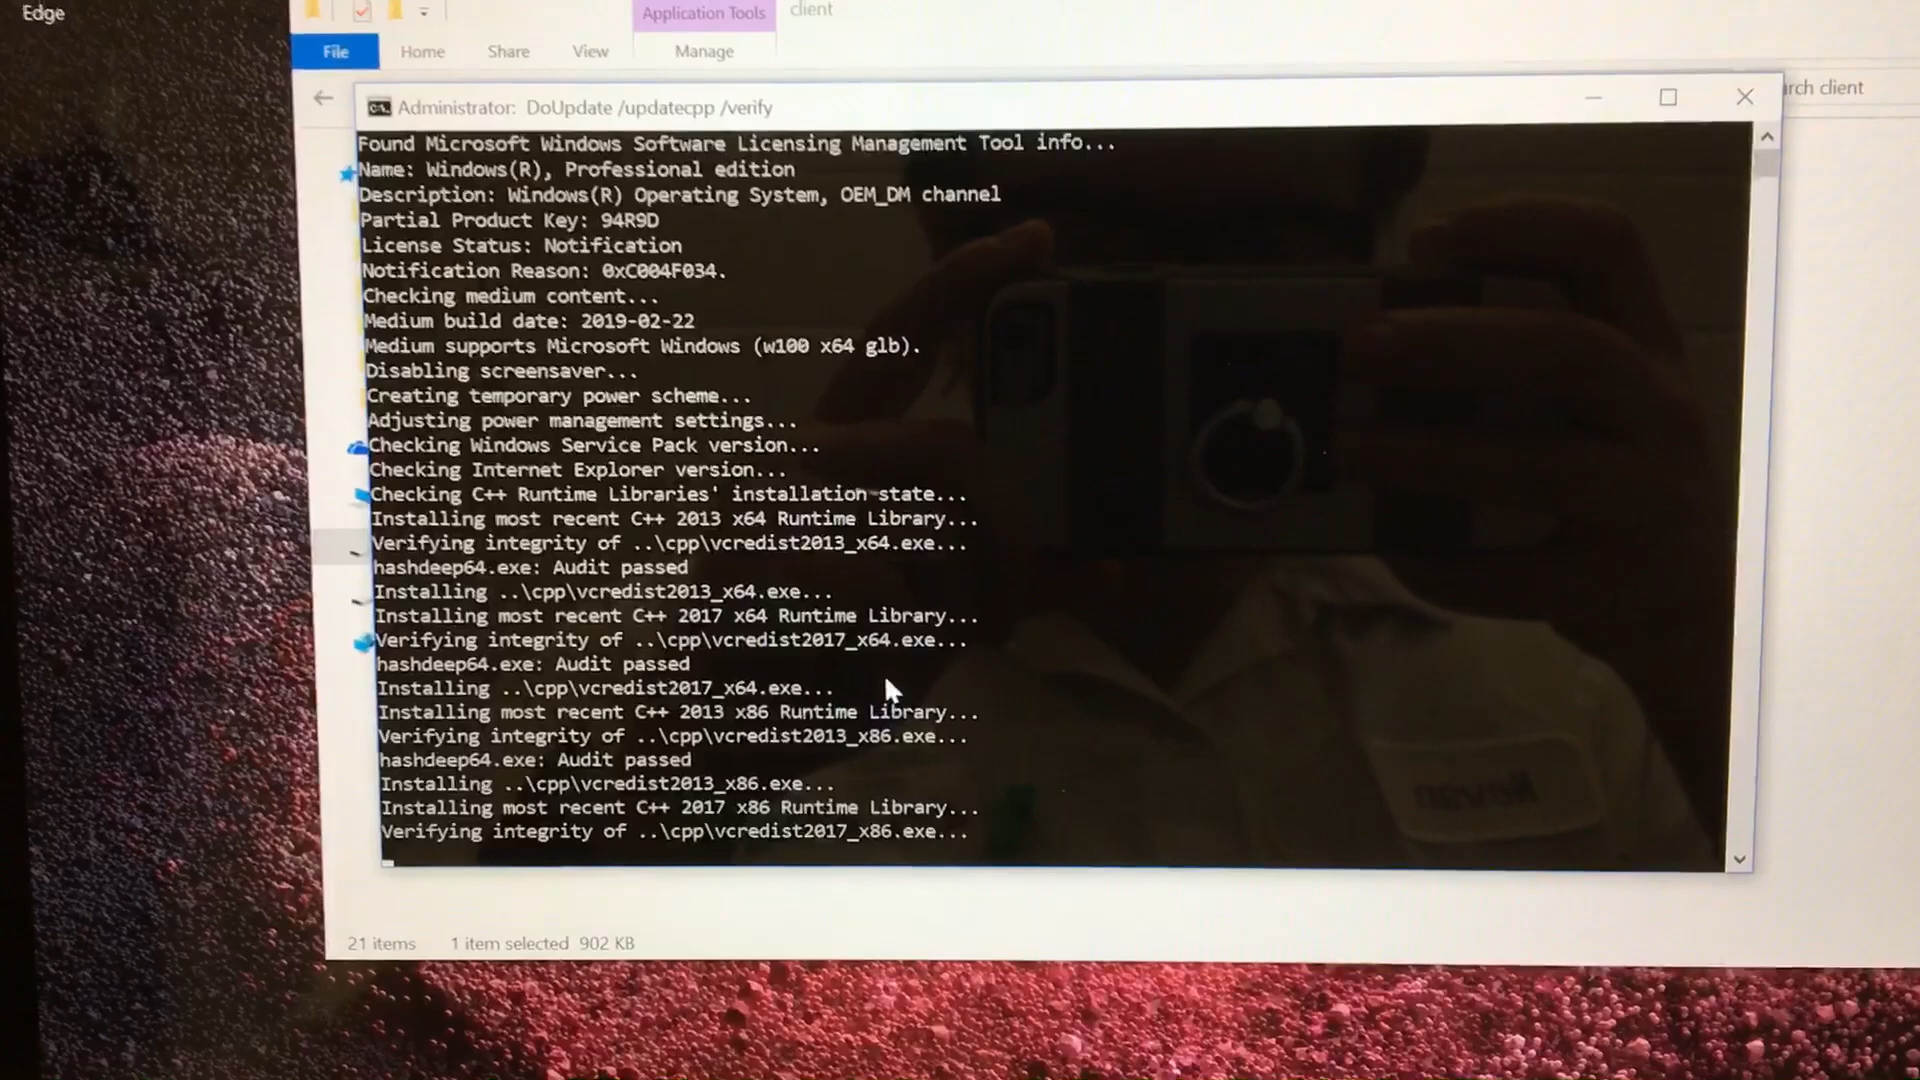 Edge
Application Tools
client
File
Home
Share
View
Manage
rch client
Administrator: DoUpdate /updatecpp /verify
Found Microsoft Windows Software Licensing Management Tool info...
Name: Windows(R), Professional edition
Description: Windows(R) Operating System, OEM_DM channel
Partial Product Key: 94R9D
License Status: Notification
Notification Reason: 0xC004F034.
Checking medium content...
Medium build date: 2019-02-22
Medium supports Microsoft Windows (w100 x64 glb).
Disabling screensaver...
Creating temporary power scheme...
Adjusting power management settings...
Checking Windows Service Pack version...
Checking Internet Explorer version...
Checking C++ Runtime Libraries' installation state...
Installing most recent C++ 2013 x64 Runtime Library...
Verifying integrity of ..\cpp\vcredist2013_x64.exe...
hashdeep64.exe: Audit passed
Installing ..\cpp\vcredist2013_x64.exe...
Installing most recent C++ 2017 x64 Runtime Library...
Verifying integrity of ..\cpp\vcredist2017_x64.exe...
hashdeep64.exe: Audit passed
Installing ..\cpp\vcredist2017_x64.exe...
Installing most recent C++ 2013 x86 Runtime Library...
Verifying integrity of ..\cpp\vcredist2013_x86.exe...
hashdeep64.exe: Audit passed
Installing ..\cpp\vcredist2013_x86.exe...
Installing most recent C++ 2017 x86 Runtime Library...
Verifying integrity of ..\cpp\vcredist2017_x86.exe...
21 items
1 item selected 902 KB